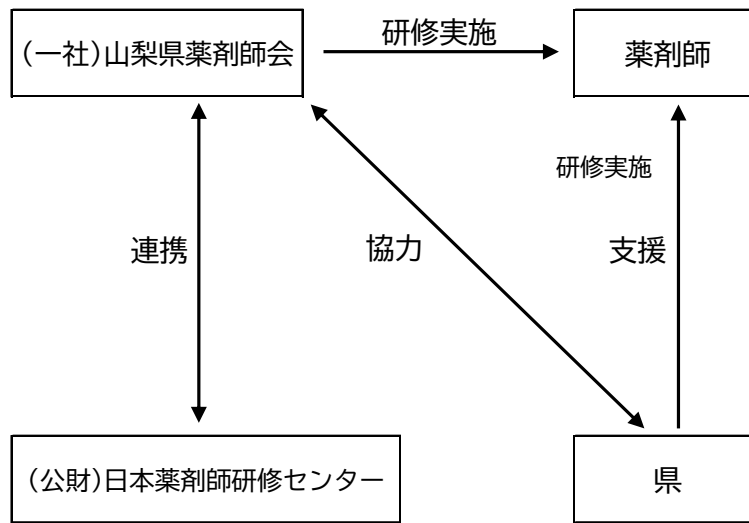 (一社)山梨県薬剤師会
研修実施
薬剤師
研修実施
連携
協力
支援
(公財)日本薬剤師研修センター
県